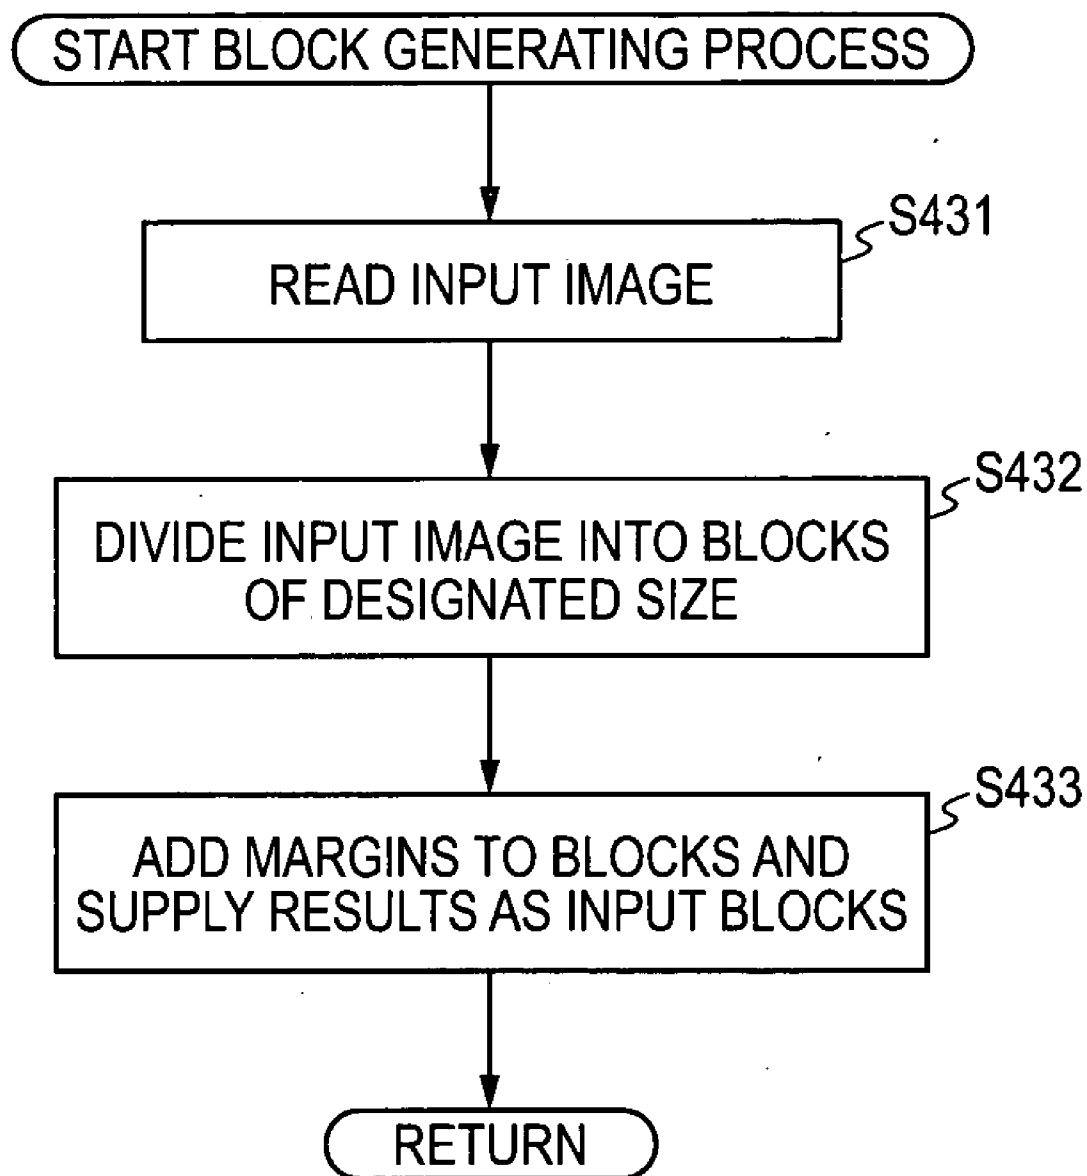 START BLOCK GENERATING PROCESS
S431
READ INPUT IMAGE
S432
DIVIDE INPUT IMAGE INTO BLOCKS
OF DESIGNATED SIZE
S433
ADD MARGINS TO BLOCKS AND
SUPPLY RESULTS AS INPUT BLOCKS
RETURN